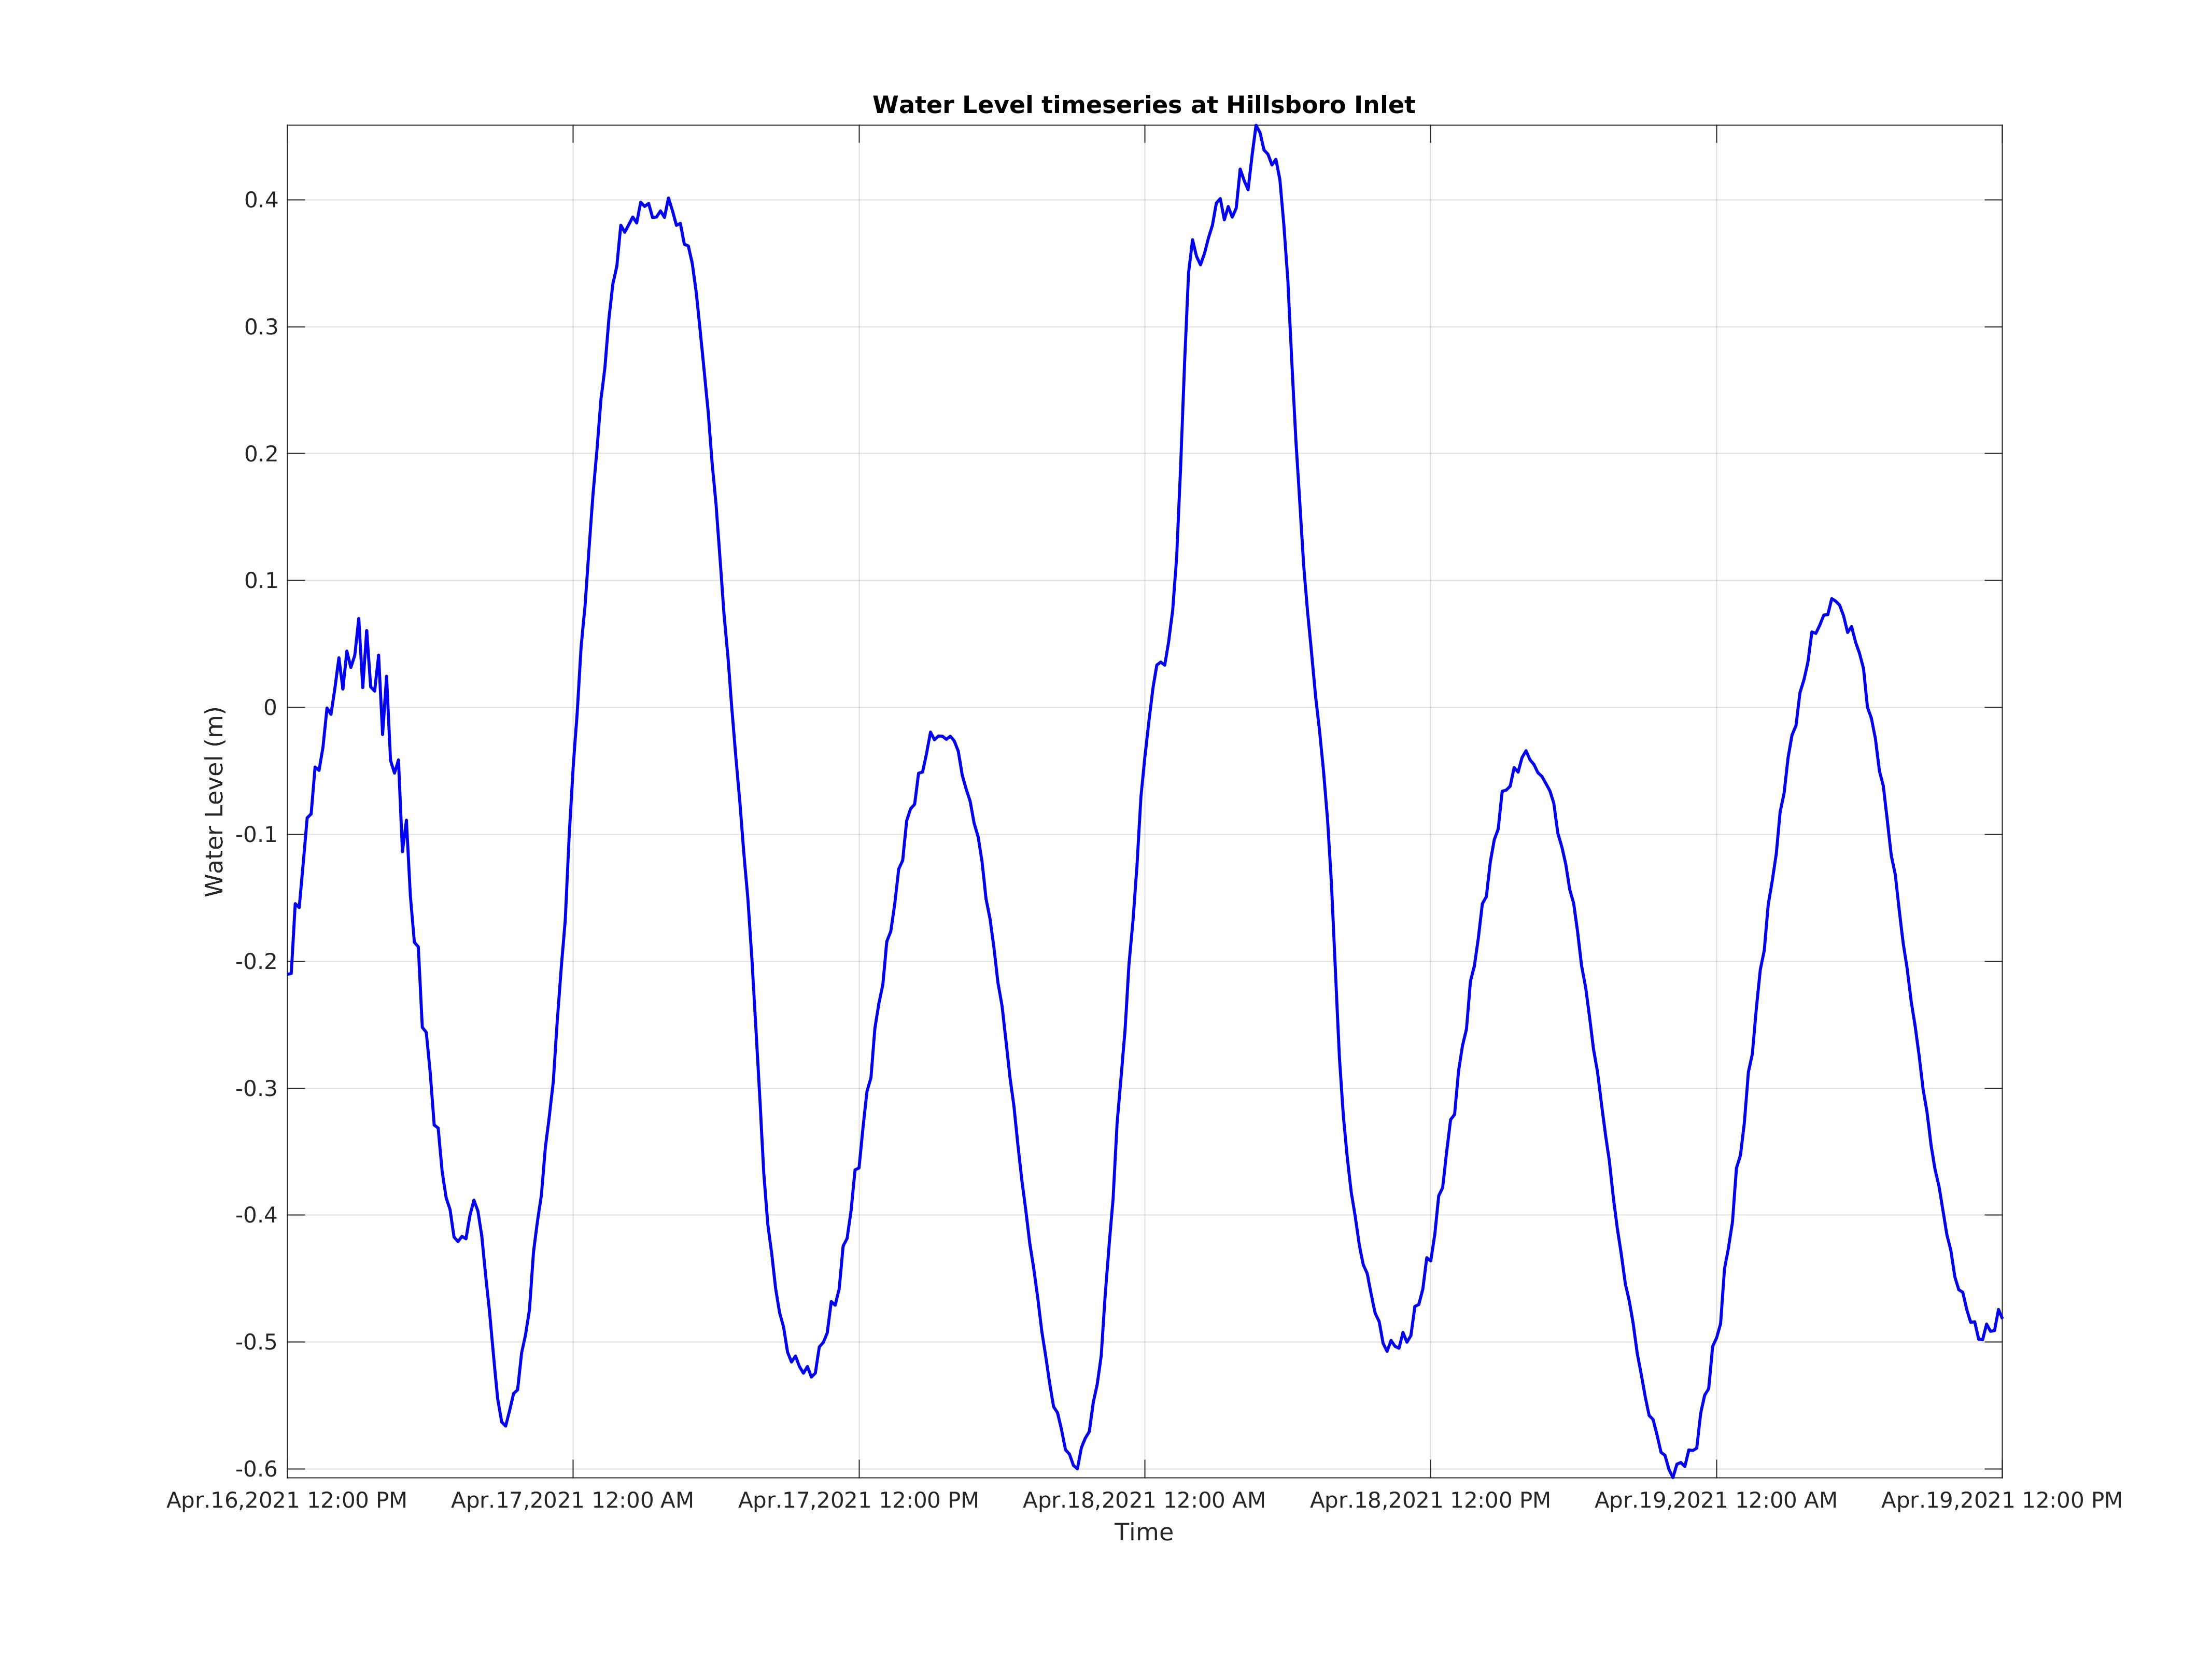 Water Level timeseries at Hillsboro Inlet
0.4
0.3
0.2
0.1
0
-0.1
-0.2
-0.3
-0.4
-0.5
-0.6
Water Level (m)
Apr.16,2021 12:00 PM Apr.17,2021 12:00 AM Apr.17,2021 12:00 PM Apr.18,2021 12:00 AM Apr.18,2021 12:00 PM Apr.19,2021 12:00 AM Apr.19,2021 12:00 PM
Time